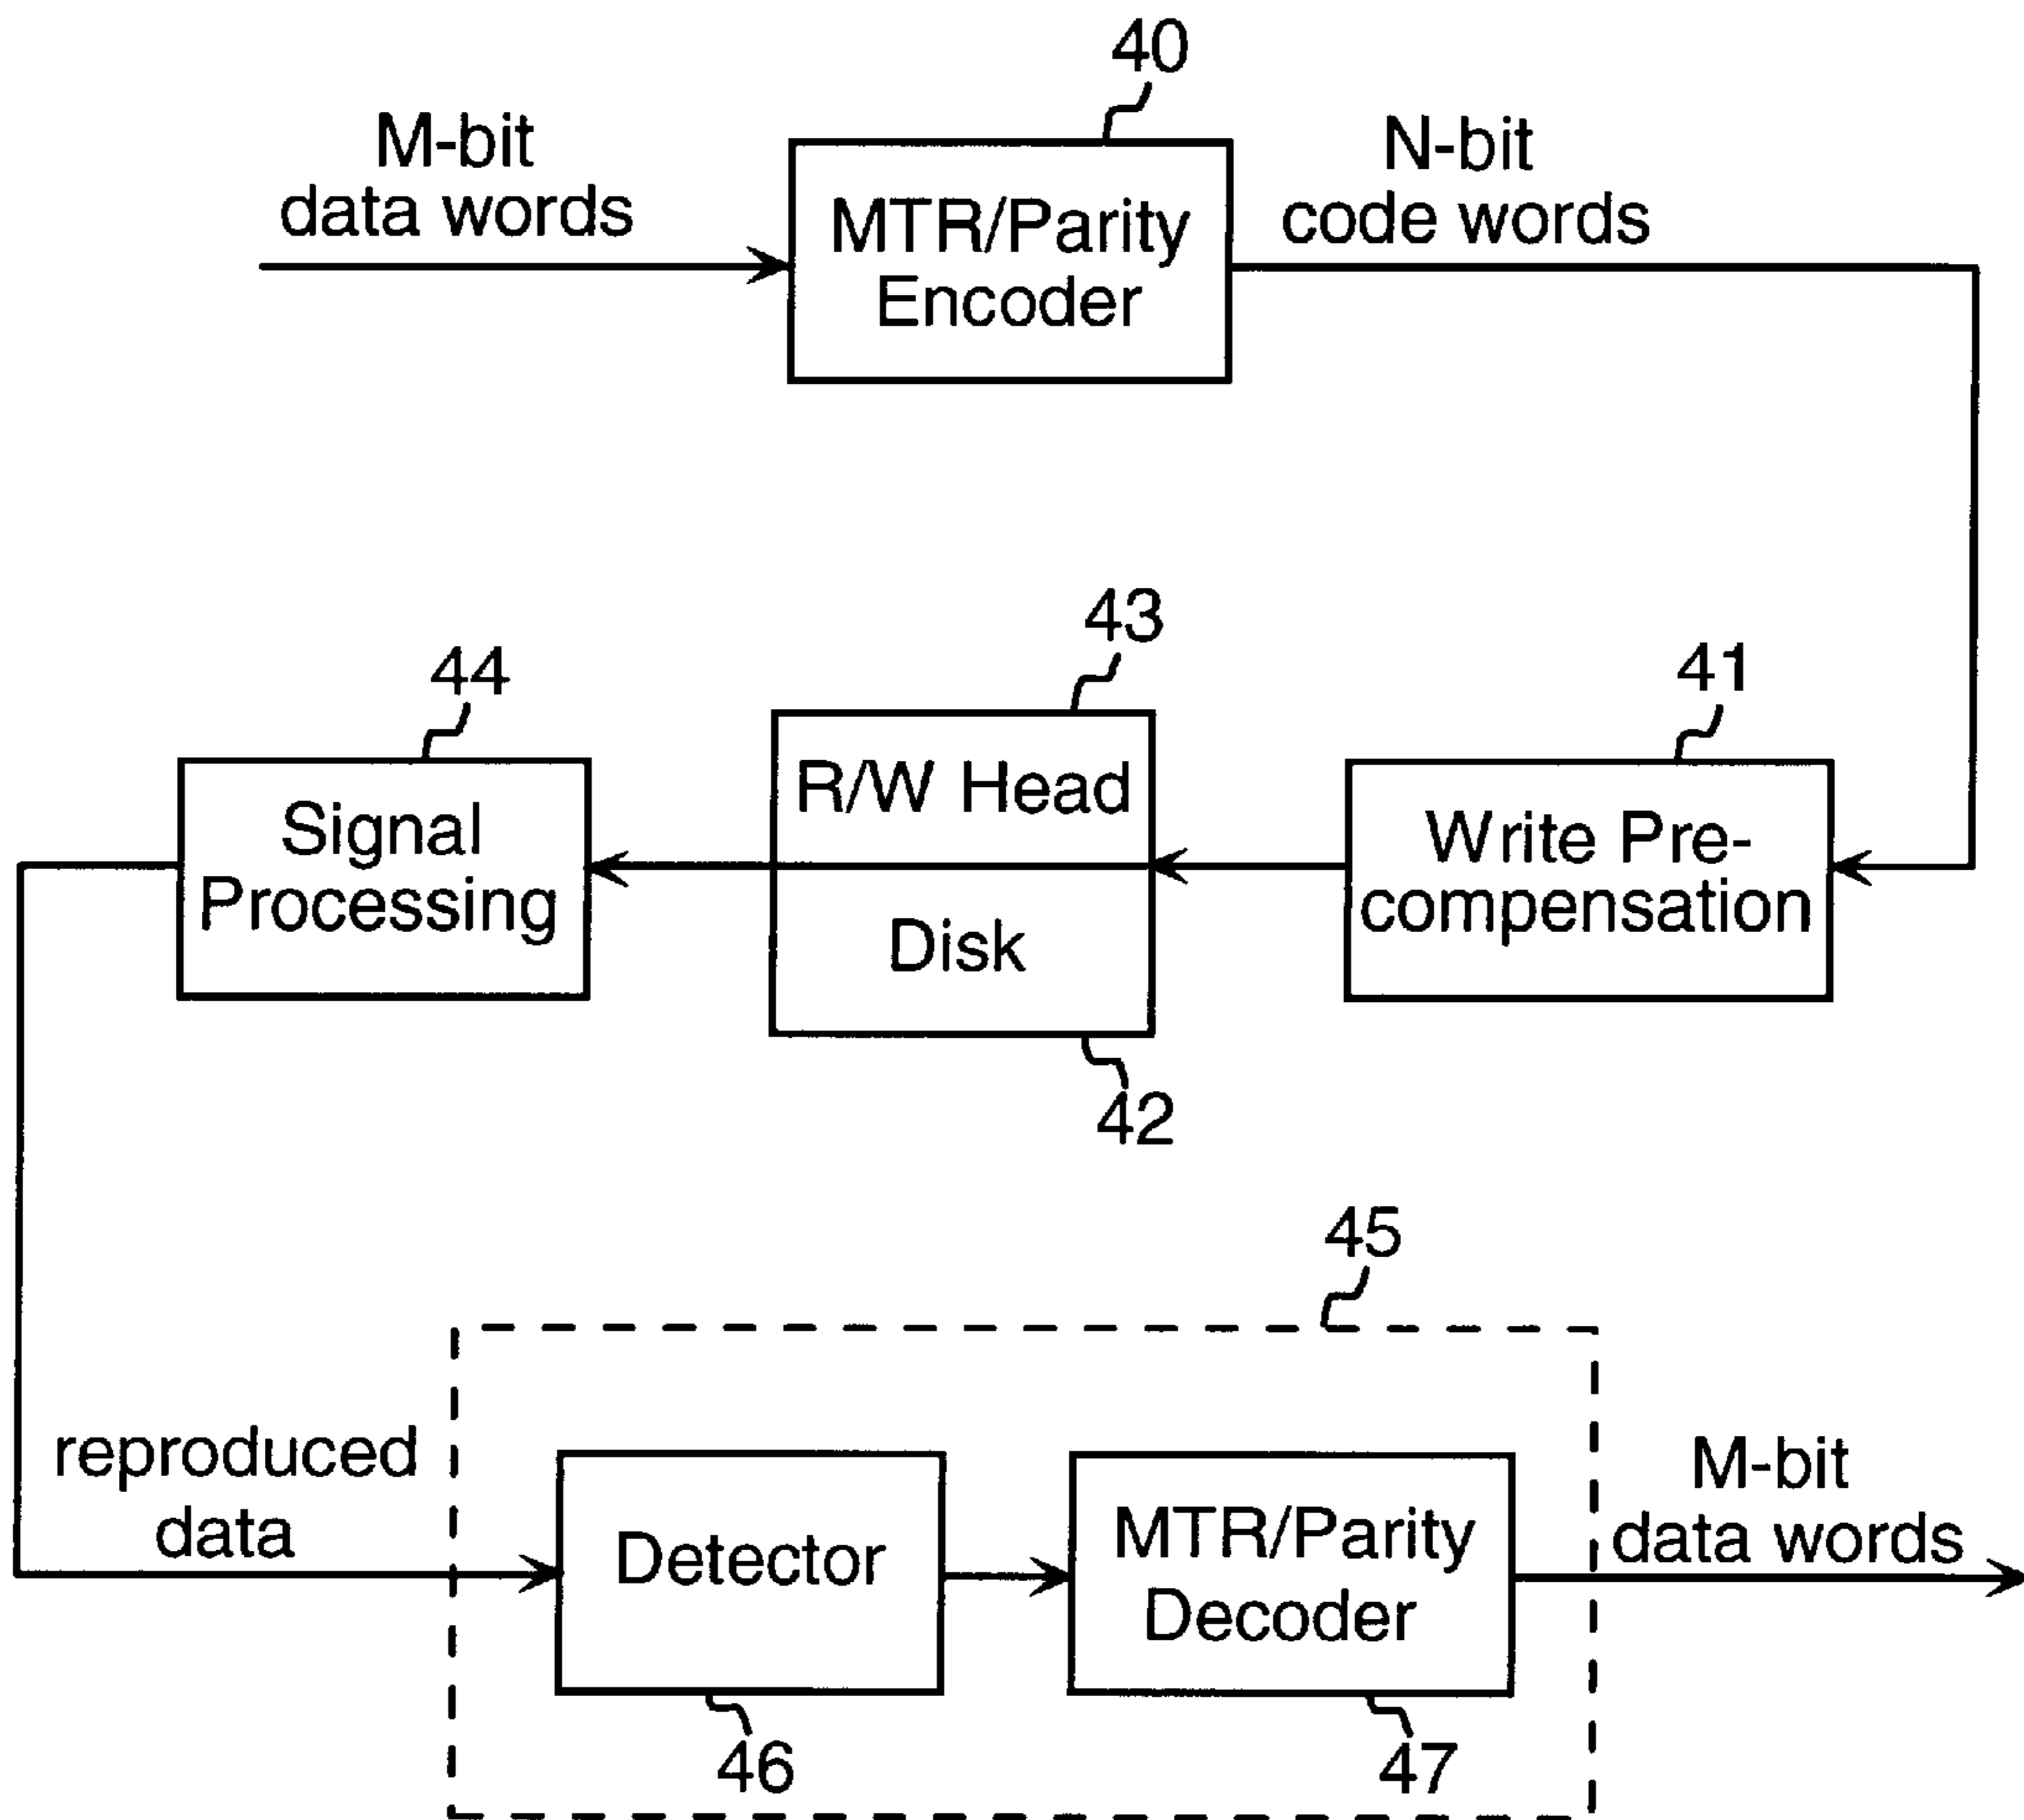 40
M-bit
data words
MTR/Parity
Encoder
N-bit
code words
43
44
41
R/W Head
Signal
Processing
Write Pre-
compensation
Disk
42
45
reproduced
data
Detector
MTR/Parity
Decoder
M-bit
data words
46
47